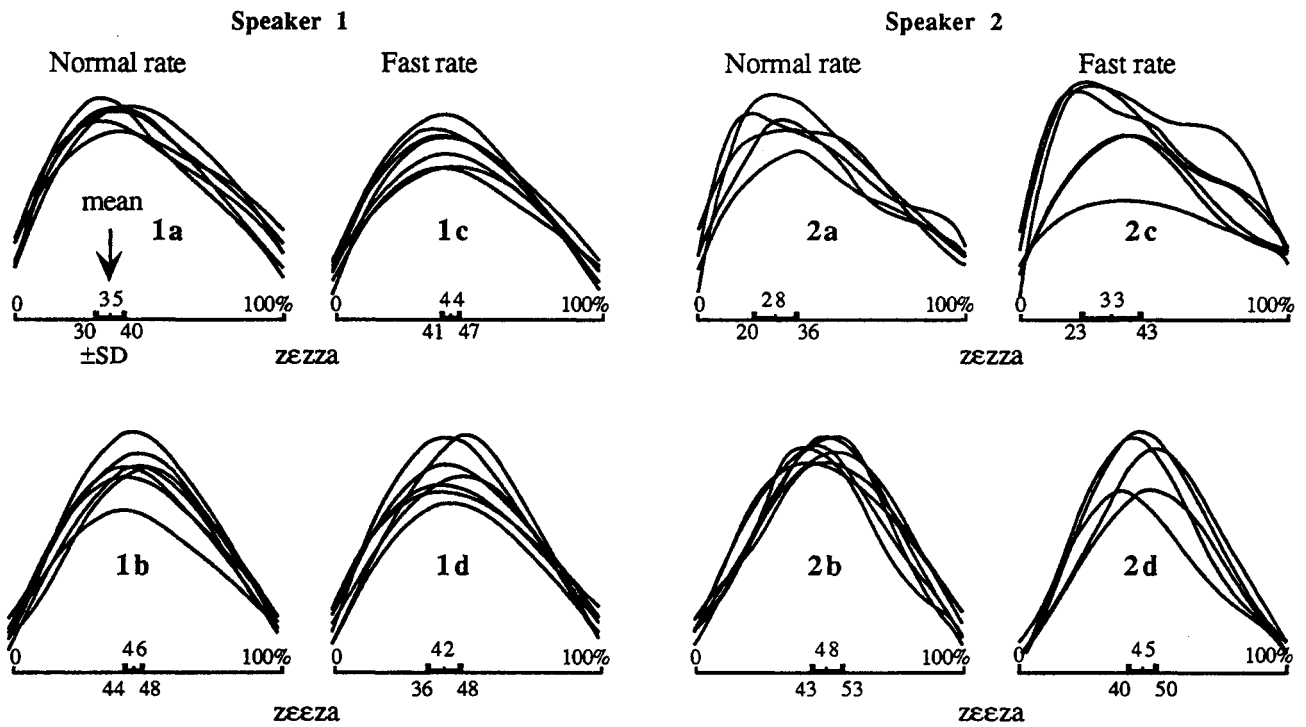 Speaker 1
Speaker 2
Normal rate
Fast rate
Normal rate
Fast rate
mean
1a
1c
2a
2c
0 35 100%
0 44 100%
0 28 100%
0 33 100%
30 40
41 47
20 36
23 43
±SD
zɛzza
zɛzza
1b
1d
2b
2d
0 46 100%
0 42 100%
0 48 100%
0 45 100%
44 48
36 48
43 53
40 50
zɛɛza
zɛɛza